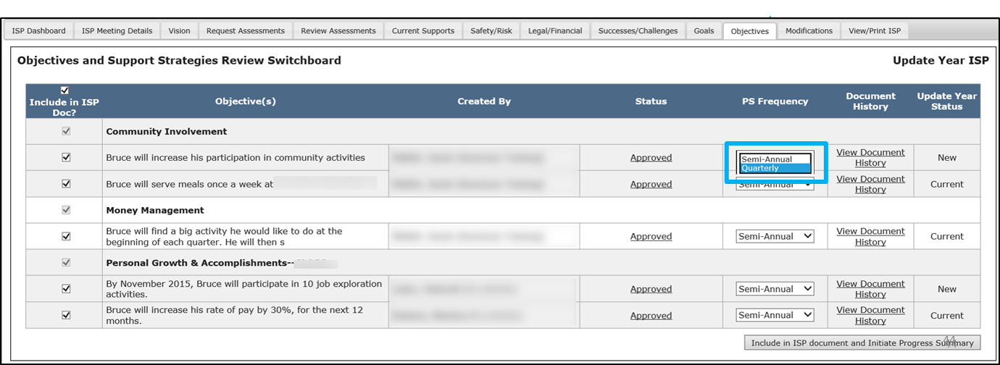 ISP Dashboard ISP Meeting Details Vision Request Assessments Review Assessments Current Supports Safety/Risk Legal/Financial Successes/Challenges Goals Objectives Modifications View/Print ISP
Objectives and Support Strategies Review Switchboard Update Year ISP
Include in ISP Doc? Objective(s) Created By Status PS Frequency Document History Update Year Status
Community Involvement
Bruce will increase his participation in community activities Approved Semi-Annual Quarterly View Document History New
Bruce will serve meals once a week at Approved Semi-Annual View Document History Current
Money Management
Bruce will find a big activity he would like to do at the
beginning of each quarter. He will then s Approved Semi-Annual View Document History Current
Personal Growth & Accomplishments--
By November 2015, Bruce will participate in 10 job exploration
activities. Approved Semi-Annual View Document History New
Bruce will increase his rate of pay by 30%, for the next 12
months. Approved Semi-Annual View Document History Current
Include in ISP document and Initiate Progress Summary
44